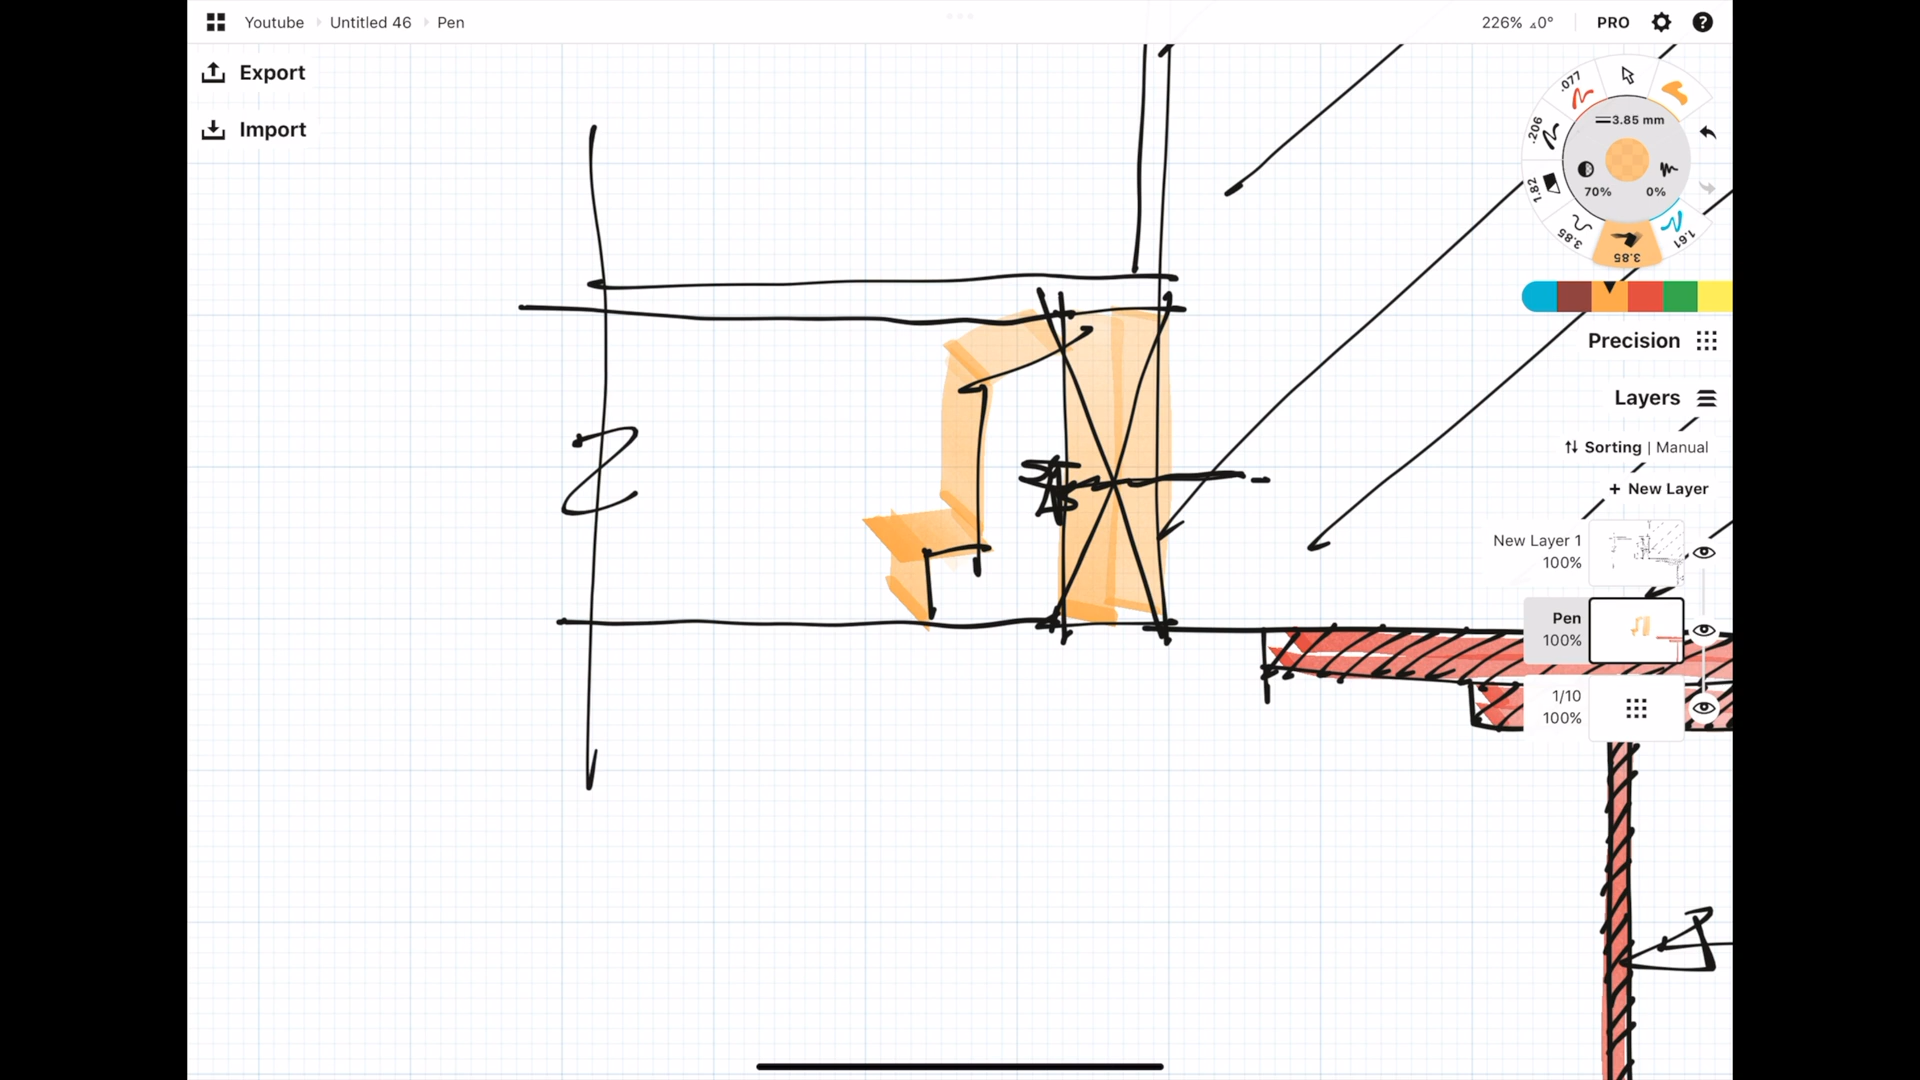 Youtube Untitled 46 Pen
226% 0° PRO ?
Export
Import
.077
.206
1.82
3.85
3.85
1.61
3.85 mm
70% 0%
Precision
Layers
Sorting | Manual
+ New Layer
New Layer 1
100%
Pen
100%
1/10
100%